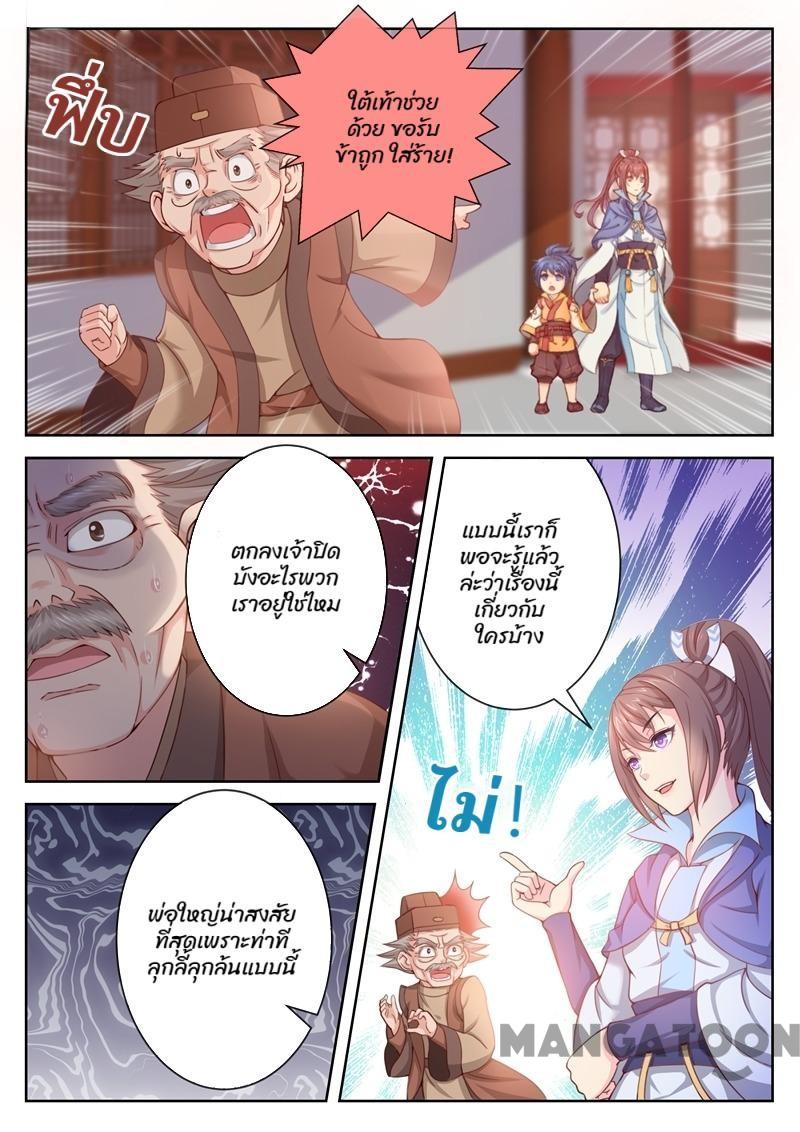 ฟึ่บ
ใต้เท้าช่วย
ด้วย ขอรับ
ข้าถูก ใส่ร้าย!
ตกลงเจ้าปิด
บังอะไรพวก
เราอยู่ใช่ไหม
แบบนี้เราก็
พอจะรู้แล้ว
ล่ะว่าเรื่องนี้
เกี่ยวกับ
ใครบ้าง
ไม่ !
พ่อใหญ่น่าสงสัย
ที่สุดเพราะท่าที
ลุกลี้ลุกล้นแบบนี้
MANGATOON